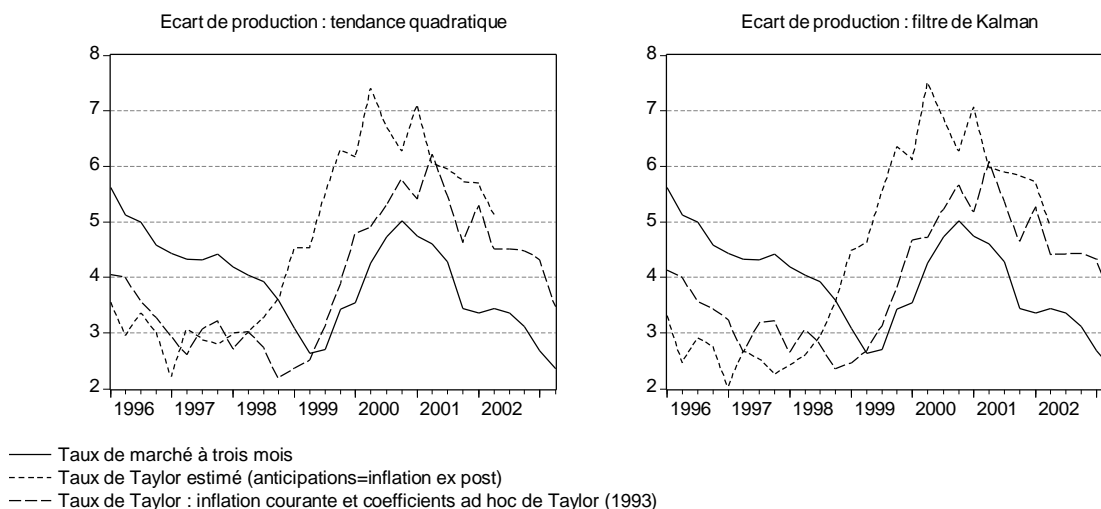 Ecart de production : tendance quadratique
8
7
6
5
4
3
2
1996 1997 1998 1999 2000 2001 2002
Ecart de production : filtre de Kalman
8
7
6
5
4
3
2
1996 1997 1998 1999 2000 2001 2002
Taux de marché à trois mois
Taux de Taylor estimé (anticipations=inflation ex post)
Taux de Taylor : inflation courante et coefficients ad hoc de Taylor (1993)